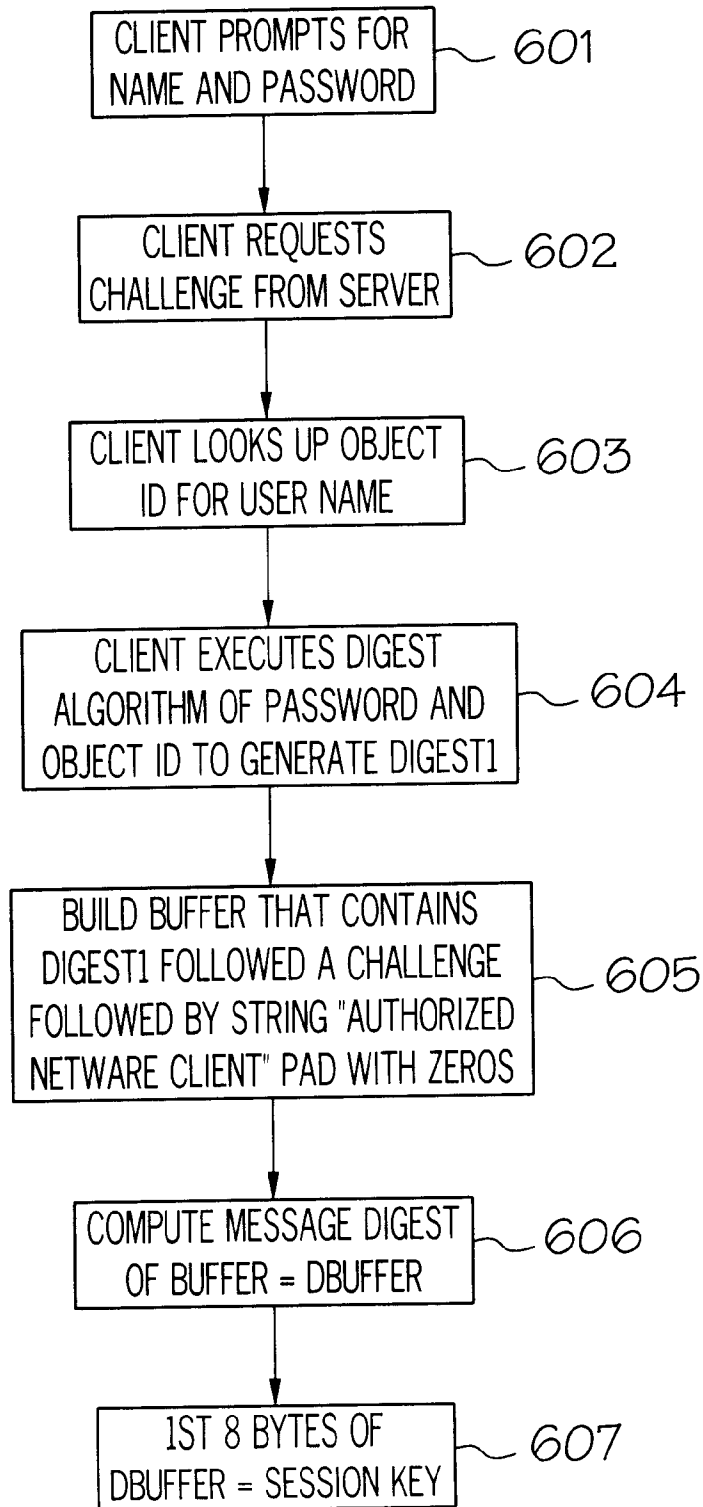 CLIENT PROMPTS FOR
NAME AND PASSWORD
601
CLIENT REQUESTS
CHALLENGE FROM SERVER
602
CLIENT LOOKS UP OBJECT
ID FOR USER NAME
603
CLIENT EXECUTES DIGEST
ALGORITHM OF PASSWORD AND
OBJECT ID TO GENERATE DIGEST1
604
BUILD BUFFER THAT CONTAINS
DIGEST1 FOLLOWED A CHALLENGE
FOLLOWED BY STRING "AUTHORIZED
NETWARE CLIENT" PAD WITH ZEROS
605
COMPUTE MESSAGE DIGEST
OF BUFFER = DBUFFER
606
1ST 8 BYTES OF
DBUFFER = SESSION KEY
607